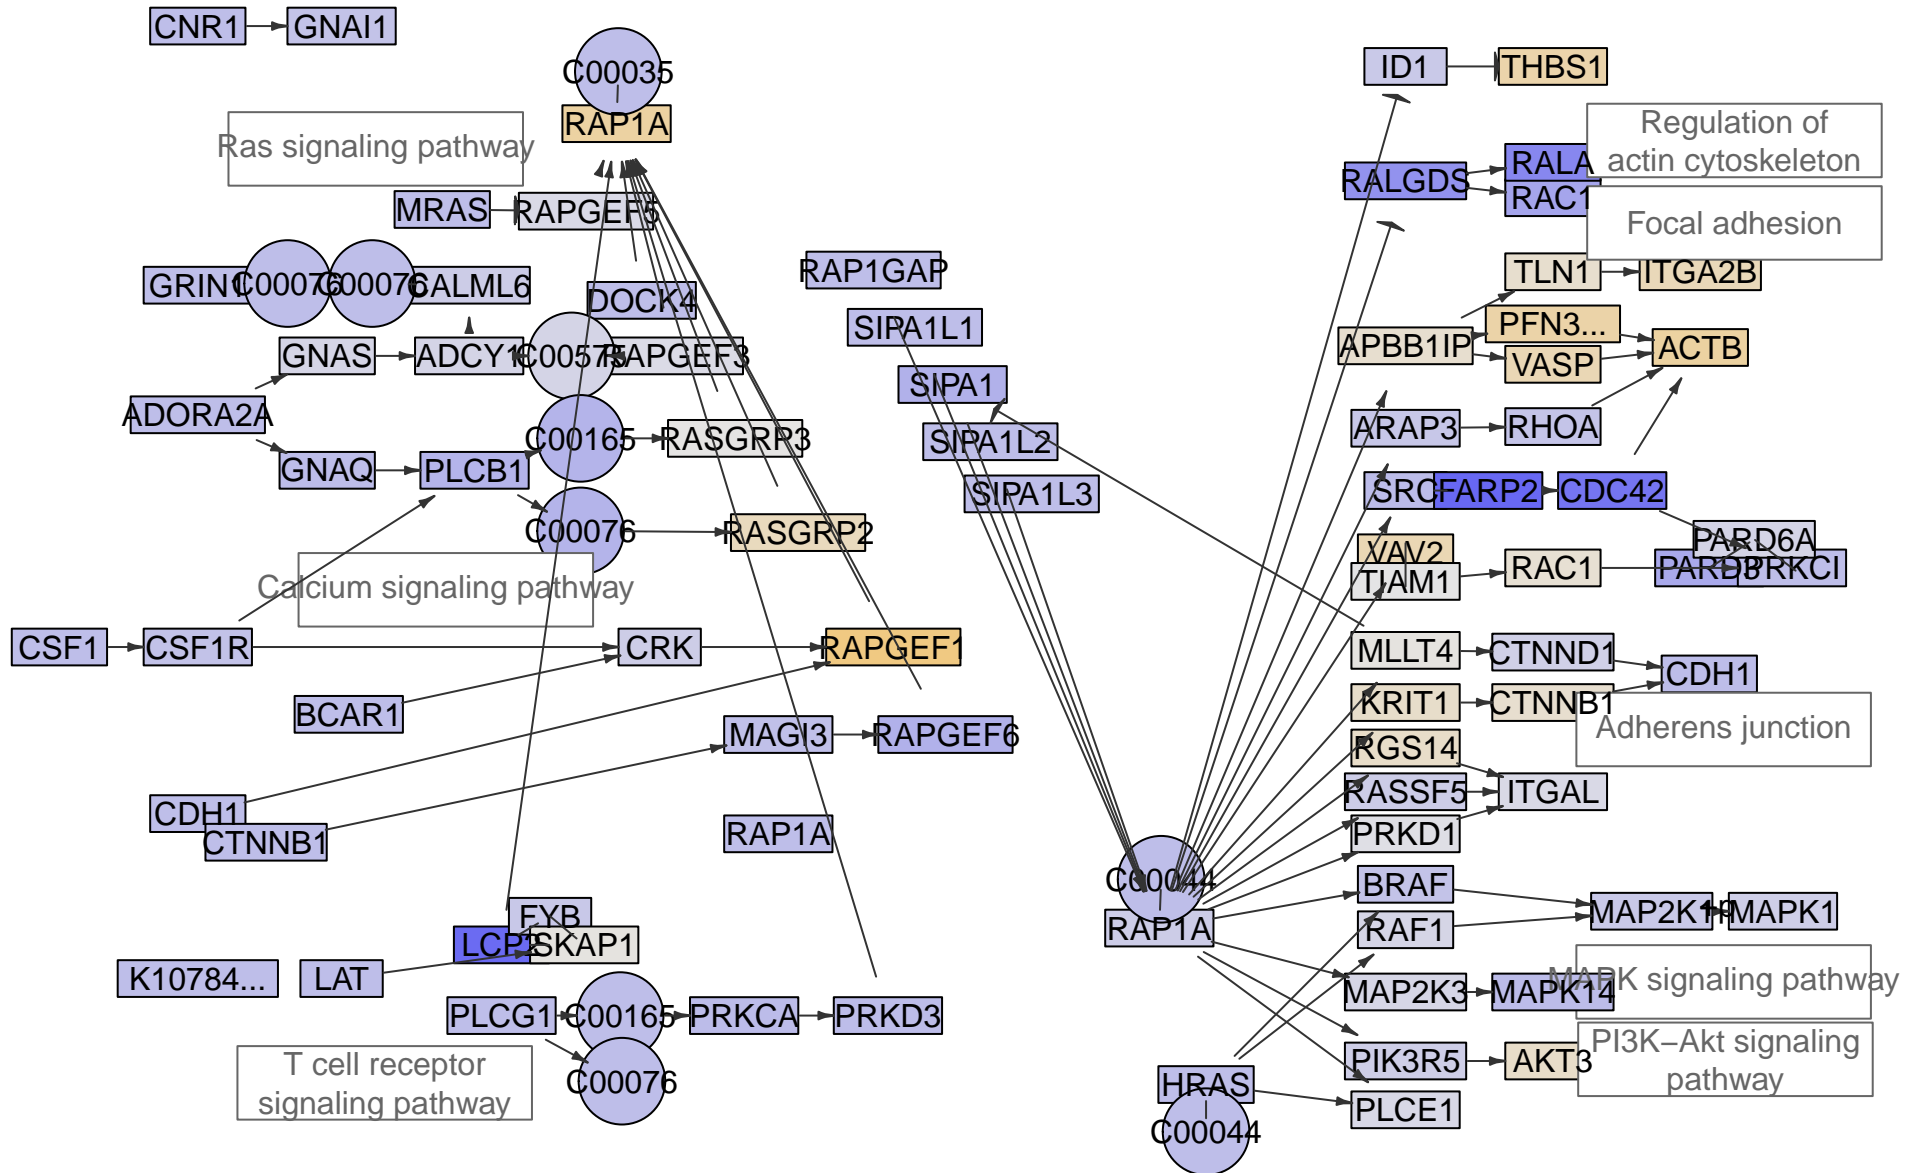 CNR1
GNAI1
C00035
RAP1A
Ras signaling pathway
MRAS
RAPGEF5
GRIN1
C00076
C00076
CALML6
DOCK4
GNAS
ADCY1
C00575
RAPGEF3
ADORA2A
C00165
RASGRP3
GNAQ
PLCB1
C00076
RASGRP2
Calcium signaling pathway
CSF1
CSF1R
CRK
RAPGEF1
BCAR1
MAGI3
RAPGEF6
CDH1
CTNNB1
RAP1A
FYB
LCP2
SKAP1
K10784...
LAT
PLCG1
C00165
PRKCA
PRKD3
C00076
T cell receptor
signaling pathway
RAP1GAP
SIPA1L1
SIPA1
SIPA1L2
SIPA1L3
C00044
RAP1A
HRAS
C00044
ID1
THBS1
Regulation of
actin cytoskeleton
RALGDS
RALA
RAC1
Focal adhesion
TLN1
ITGA2B
PFN3...
APBB1IP
VASP
ACTB
ARAP3
RHOA
SRC
FARP2
CDC42
PARD6A
VAV2
TIAM1
RAC1
PARD3
PRKCI
MLLT4
CTNND1
CDH1
KRIT1
CTNNB1
Adherens junction
RGS14
RASSF5
ITGAL
PRKD1
BRAF
RAF1
MAP2K1
+p
MAPK1
MAP2K3
MAPK14
MAPK signaling pathway
PIK3R5
AKT3
PI3K−Akt signaling
pathway
PLCE1